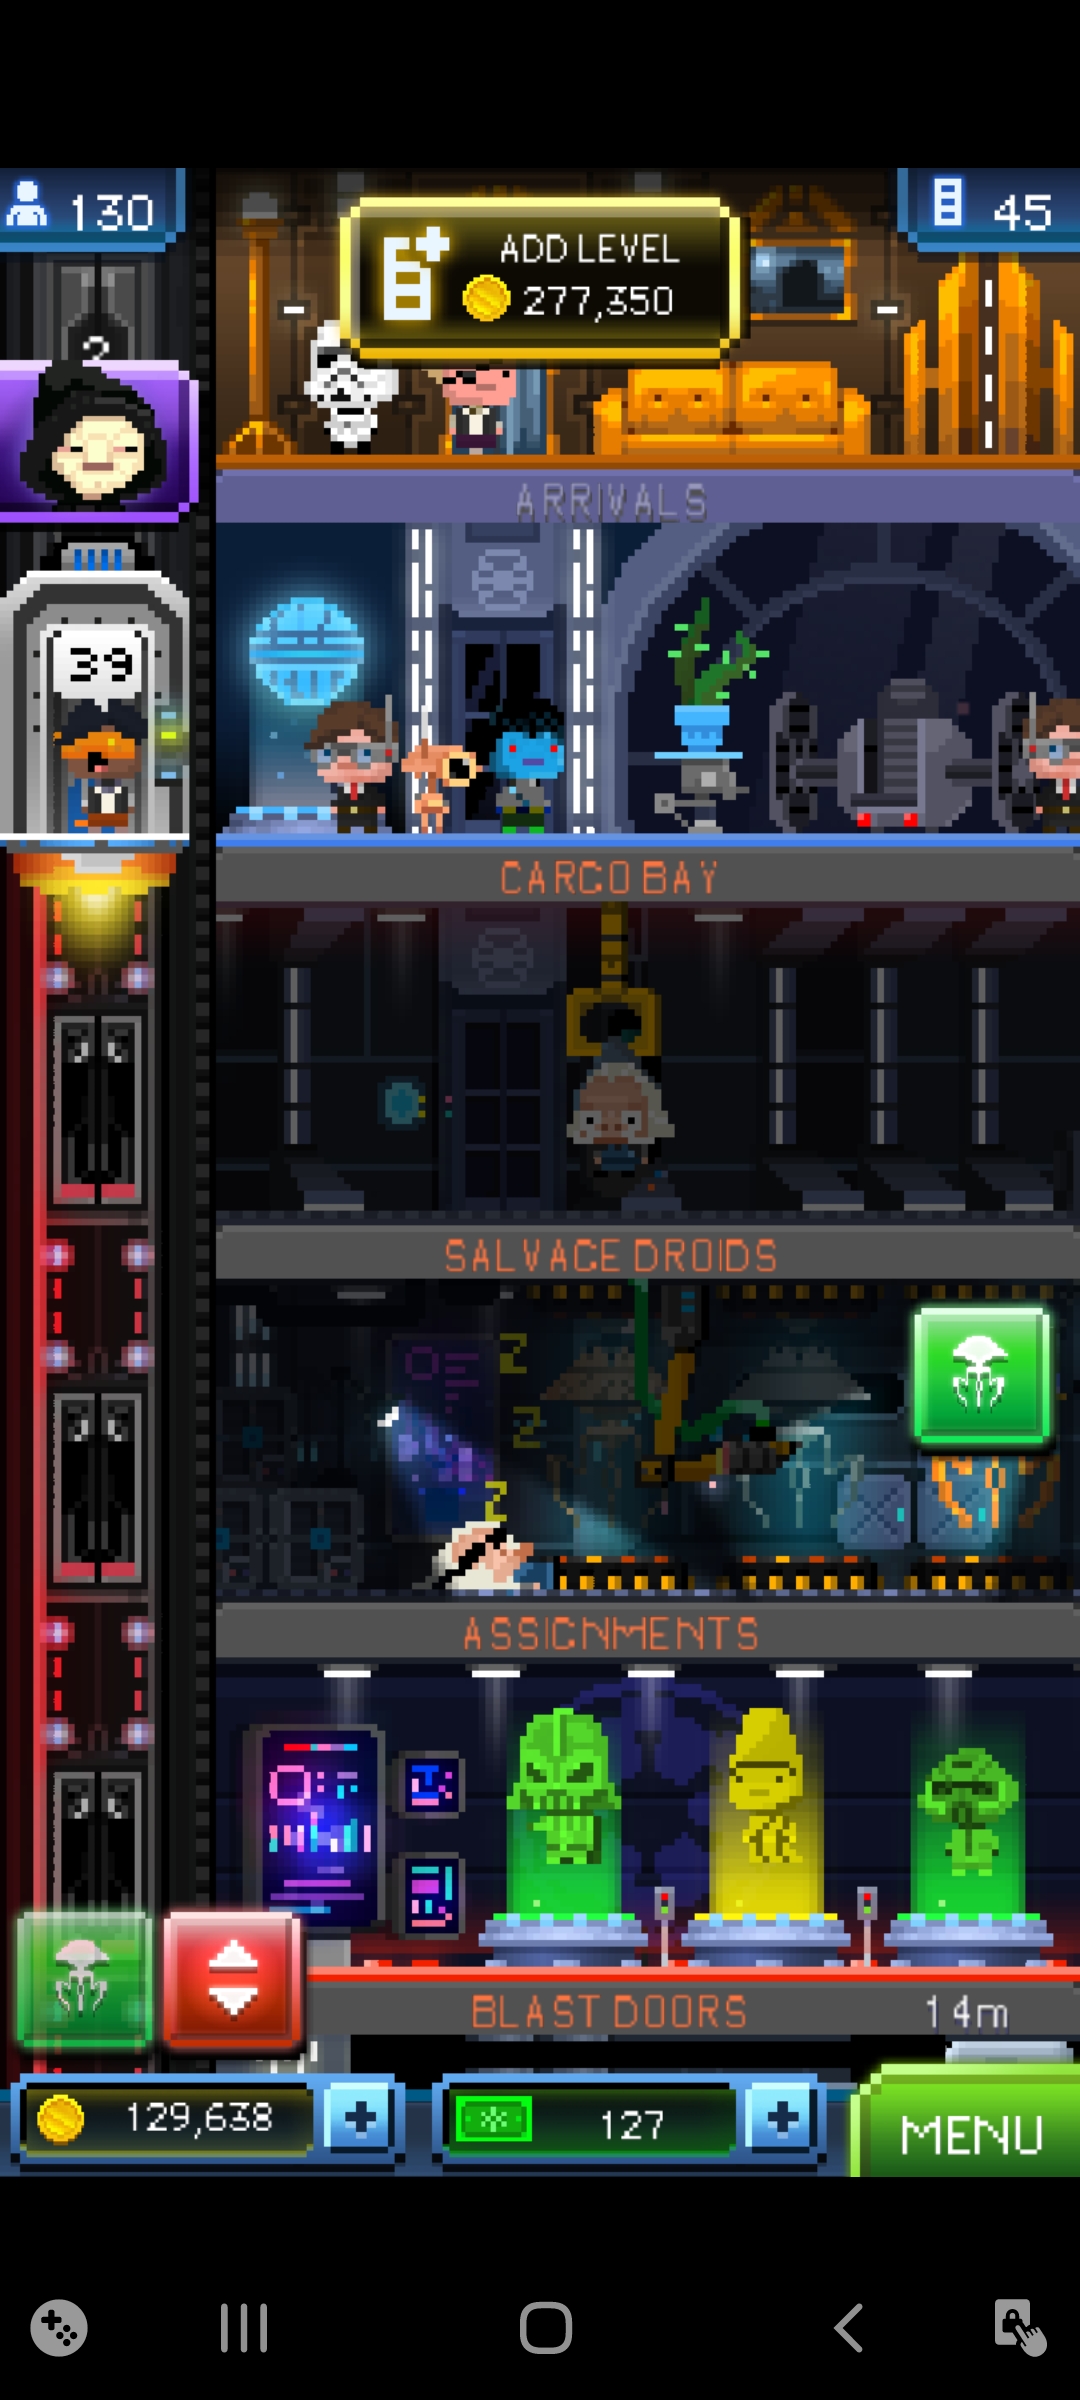 130
ADD LEVEL
277,350
45
2
ARRIVALS
39
CARGO BAY
SALVAGE DROIDS
Z
Z
Z
ASSIGNMENTS
BLAST DOORS
14m
129,638
127
MENU